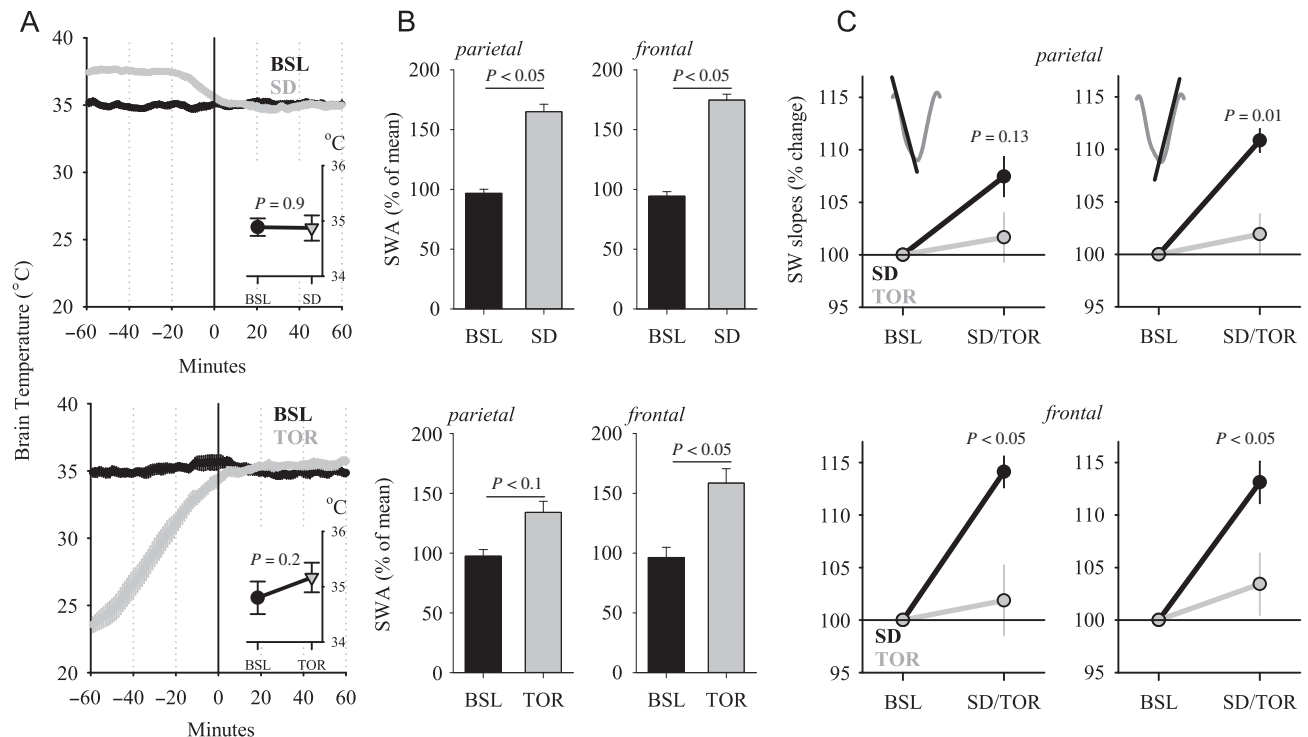 A
B
C
Brain Temperature (°C)
40
35
30
25
20
BSL
SD
°C
36
35
34
P = 0.9
BSL
SD
−60
−40
−20
0
20
40
60
Minutes
40
35
30
25
20
BSL
TOR
°C
36
35
34
P = 0.2
BSL
TOR
-60
−40
−20
0
20
40
60
Minutes
parietal
P < 0.05
SWA (% of mean)
200
150
100
50
0
BSL
SD
frontal
P < 0.05
200
150
100
50
0
BSL
SD
parietal
P < 0.1
SWA (% of mean)
200
150
100
50
0
BSL
TOR
frontal
P < 0.05
200
150
100
50
0
BSL
TOR
parietal
SW slopes (% change)
115
110
105
100
95
P = 0.13
SD
TOR
BSL
SD/TOR
115
110
105
100
95
P = 0.01
BSL
SD/TOR
frontal
115
110
105
100
95
P < 0.05
SD
TOR
BSL
SD/TOR
115
110
105
100
95
P < 0.05
BSL
SD/TOR